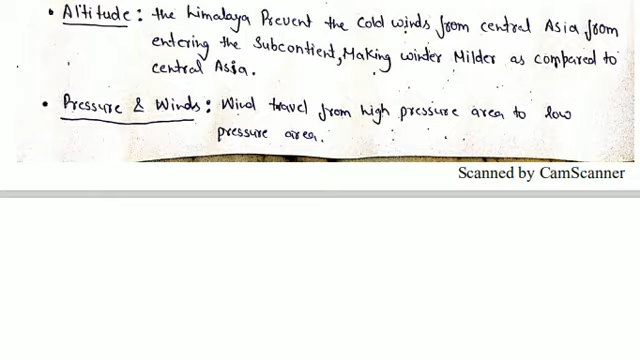 • Altitude: the himalaya Prevent the cold winds from central Asia from
entering the Subcontient, Making winder Milder as compared to
central Asia.
• Pressure & Winds: Wind travel from high pressure area to low
pressure area.
Scanned by CamScanner